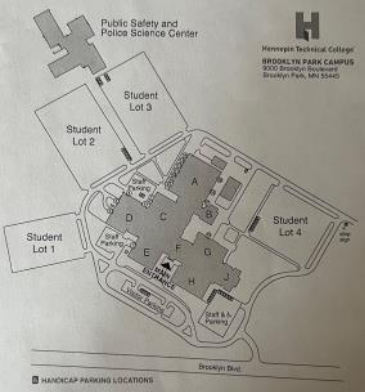 Public Safety and
Police Science Center
H
Hennepin Technical College
BROOKLYN PARK CAMPUS
9000 Brooklyn Boulevard
Brooklyn Park, MN 55445
Student
Lot 3
Student
Lot 2
Staff
Parking
A
D
C
B
Student
Lot 4
Student
Lot 1
Staff
Parking
E
F
G
MAIN
ENTRANCE
H
J
Visitor Parking
Staff &
Parking
Brooklyn Blvd.
HANDICAP PARKING LOCATIONS